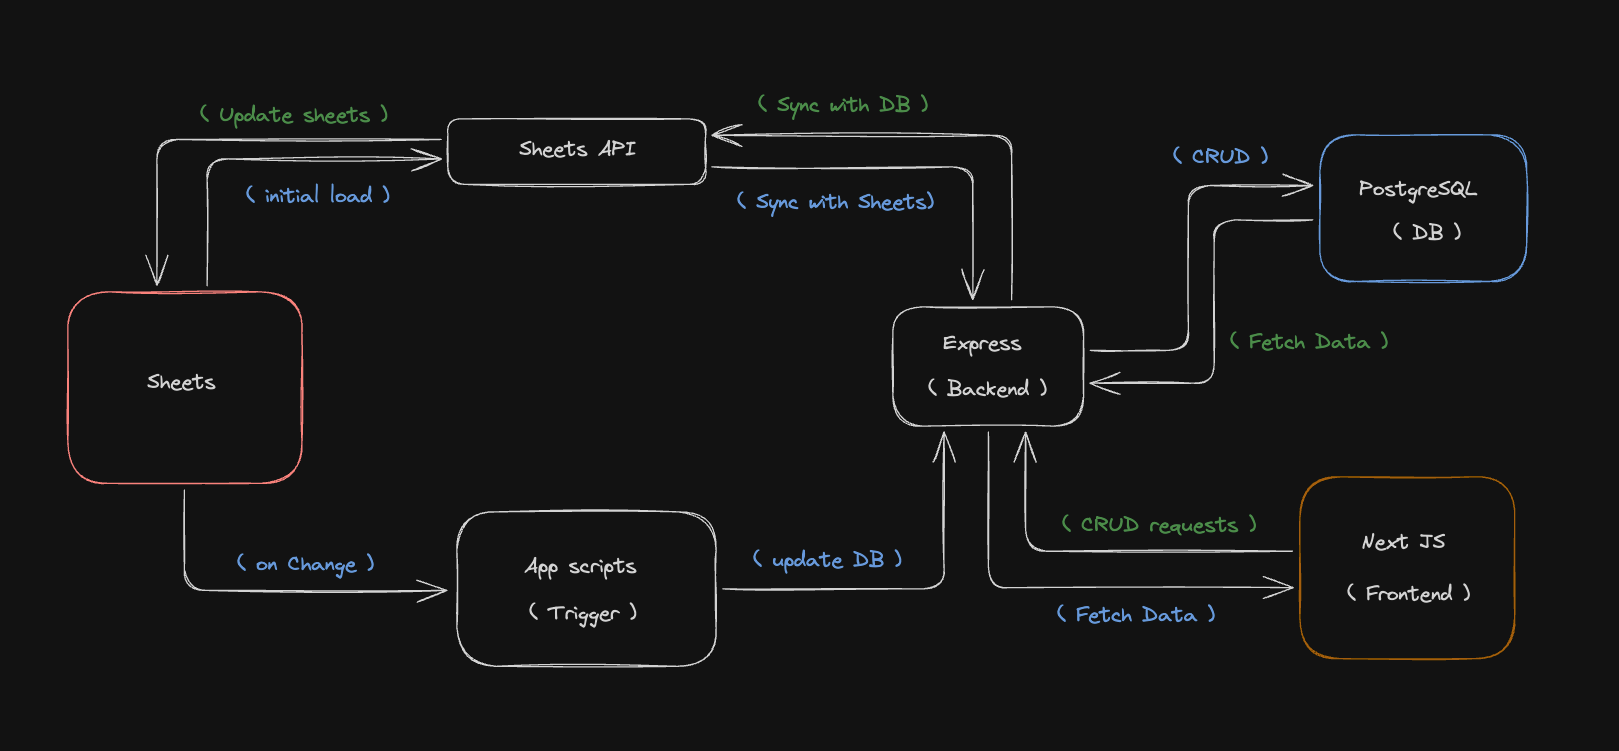 ( Update sheets )
( Sync with DB )
Sheets API
( CRUD )
( initial load )
( Sync with Sheets)
PostgreSQL
( DB )
Sheets
Express
( Backend )
( Fetch Data )
( on Change )
App scripts
( Trigger )
( update DB )
( CRUD requests )
( Fetch Data )
Next JS
( Frontend )